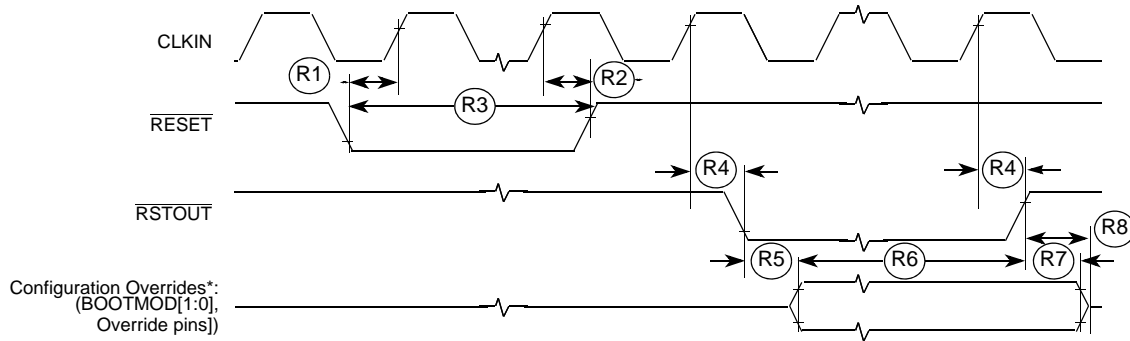 CLKIN
R1
R2
R3
RESET
R4
R4
RSTOUT
R8
R5
R6
R7
Configuration Overrides*:
(BOOTMOD[1:0],
Override pins])